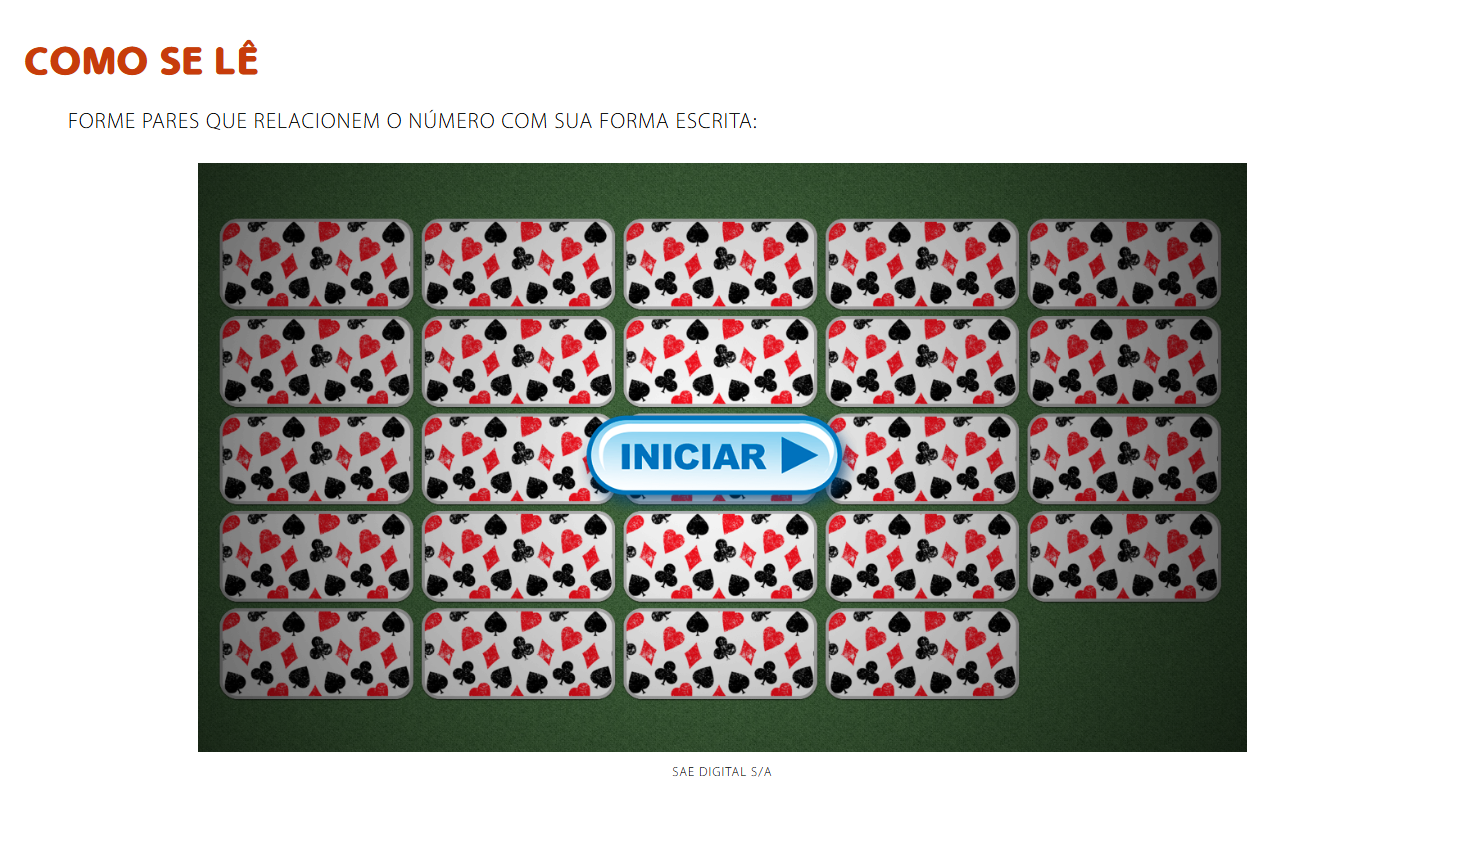 COMO SE LÊ
FORME PARES QUE RELACIONEM O NÚMERO COM SUA FORMA ESCRITA:
INICIAR
SAE DIGITAL S/A